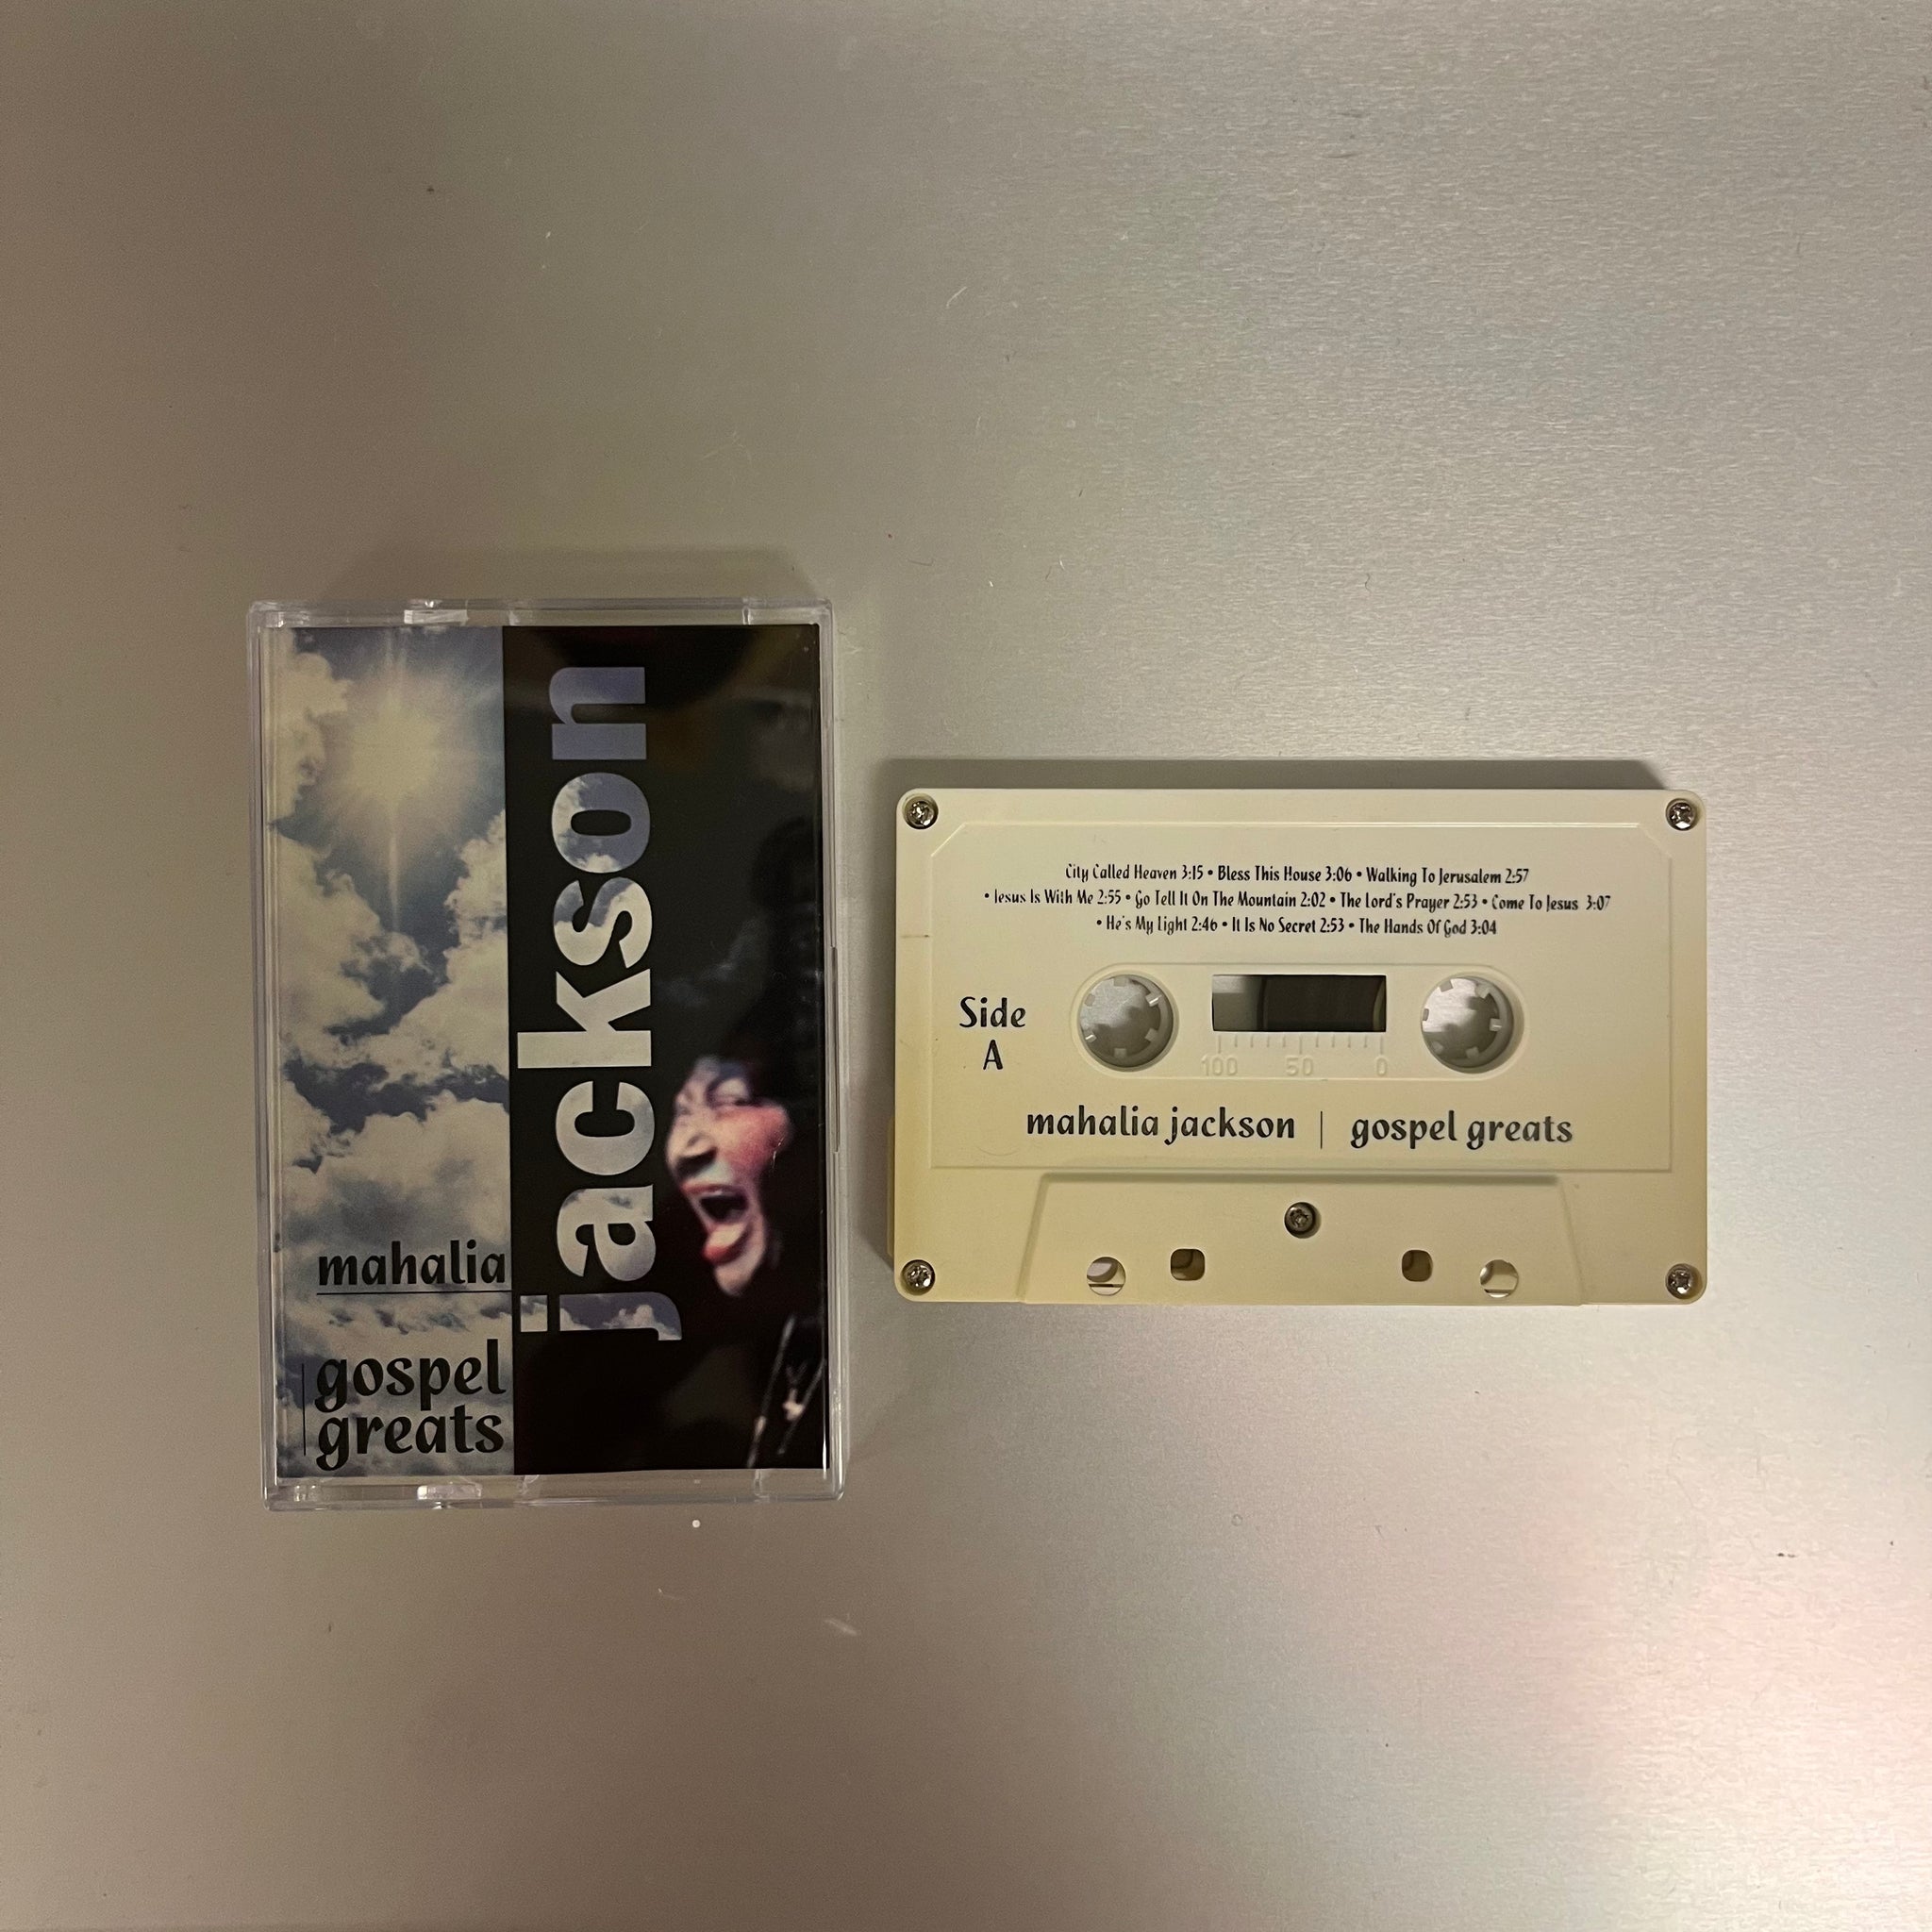 jackson
mahalia
gospel
greats
City Called Heaven 3:15 • Bless This House 3:06 • Walking To Jerusalem 2:57
• Jesus Is With Me 2:55 • Go Tell It On The Mountain 2:02 • The Lord's Prayer 2:53 • Come To Jesus 3:07
• He's My Light 2:46 • It Is No Secret 2:53 • The Hands Of God 3:04
Side
A
100 50 0
mahalia jackson | gospel greats